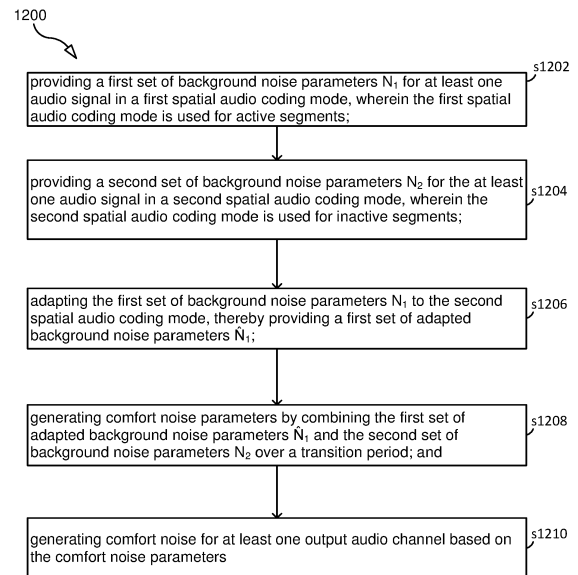 1200
s1202
providing a first set of background noise parameters N₁ for at least one
audio signal in a first spatial audio coding mode, wherein the first spatial
audio coding mode is used for active segments;
s1204
providing a second set of background noise parameters N₂ for the at least
one audio signal in a second spatial audio coding mode, wherein the
second spatial audio coding mode is used for inactive segments;
s1206
adapting the first set of background noise parameters N₁ to the second
spatial audio coding mode, thereby providing a first set of adapted
background noise parameters N̂₁;
s1208
generating comfort noise parameters by combining the first set of
adapted background noise parameters N̂₁ and the second set of
background noise parameters N₂ over a transition period; and
s1210
generating comfort noise for at least one output audio channel based on
the comfort noise parameters